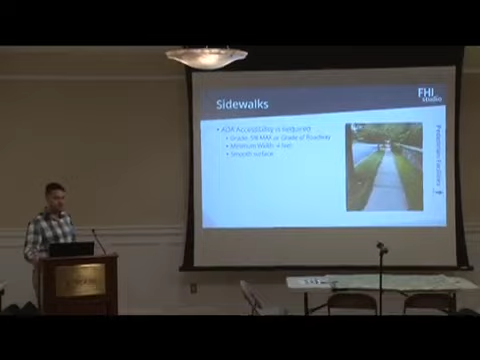 Sidewalks
FHI
studio
• ADA Accessibility is Required
• Grade: 5% MAX or Grade of Roadway
• Minimum Width: 4 feet
• Smooth surface
Pedestrian Facilities